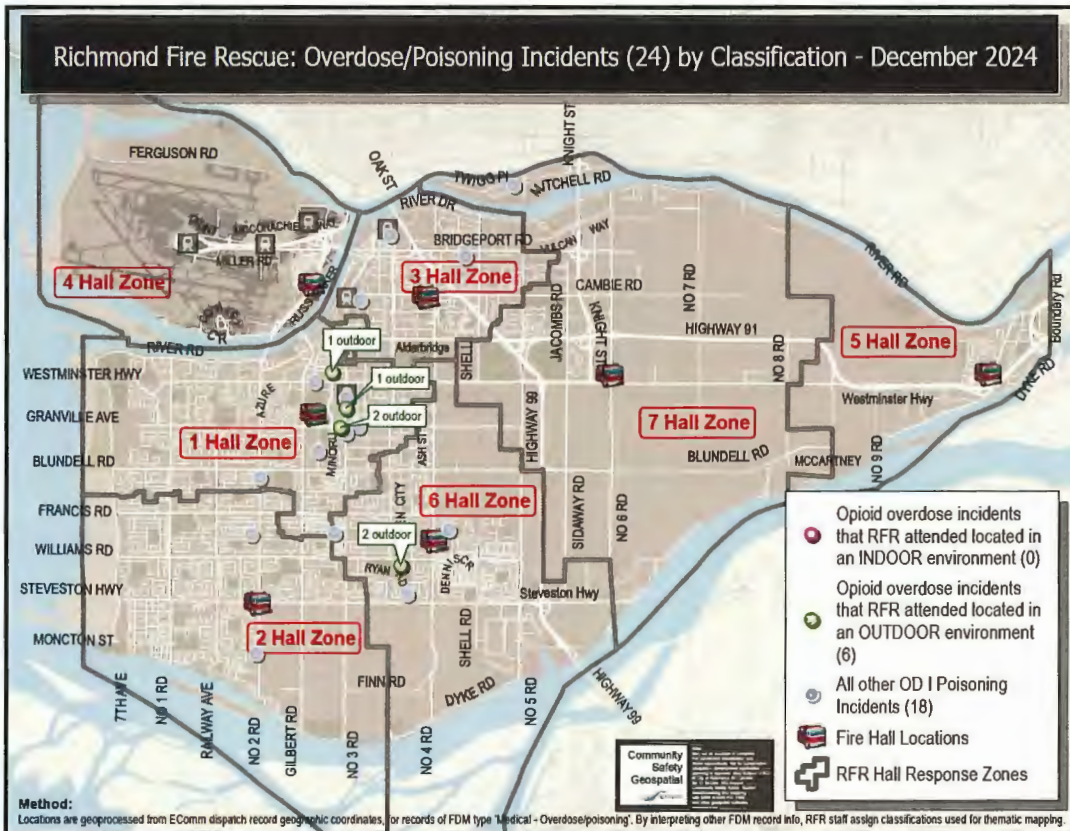 Richmond Fire Rescue: Overdose/Poisoning Incidents (24) by Classification - December 2024
FERGUSON RD
OAK ST
KNIGHT ST
TWIGG Pl
MITCHELL RD
RIVER DR
BRIDGEPORT RD
VULCAN WAY
MILLER RD
4 Hall Zone
3 Hall Zone
CAMBIE RD
NO 7 RD
RIVER RD
Boundary Rd
JACOBS RD
KNIGHT ST
HIGHWAY 91
NO 8 RD
5 Hall Zone
RIVER RD
1 outdoor
Alderbridge
SHELL
WESTMINSTER HWY
AZURE
1 outdoor
DYKE RD
Westminster Hwy
GRANVILLE AVE
2 outdoor
HIGHWAY 99
7 Hall Zone
1 Hall Zone
ASH ST
BLUNDELL RD
BLUNDELL RD
MCCARTNEY
NO 9 RD
6 Hall Zone
FRANCIS RD
SIDAWAY RD
NO 6 RD
WILLIAMS RD
2 outdoor
RYAN
SCR
STEVESTON HWY
Steveston Hwy
2 Hall Zone
MONCTON ST
SHELL RD
FINN RD
DYKE RD
7TH AVE
NO 1 RD
RAILWAY AVE
NO 2 RD
GILBERT RD
NO 3 RD
NO 4 RD
NO 5 RD
HIGHWAY 99
Opioid overdose incidents
that RFR attended located in
an INDOOR environment (0)
Opioid overdose incidents
that RFR attended located in
an OUTDOOR environment
(6)
All other OD I Poisoning
Incidents (18)
Fire Hall Locations
RFR Hall Response Zones
Community
Safety
Geospatial
Method:
Locations are geoprocessed from EComm dispatch record geographic coordinates, for records of FDM type 'Medical - Overdose/poisoning'. By interpreting other FDM record info, RFR staff assign classifications used for thematic mapping.